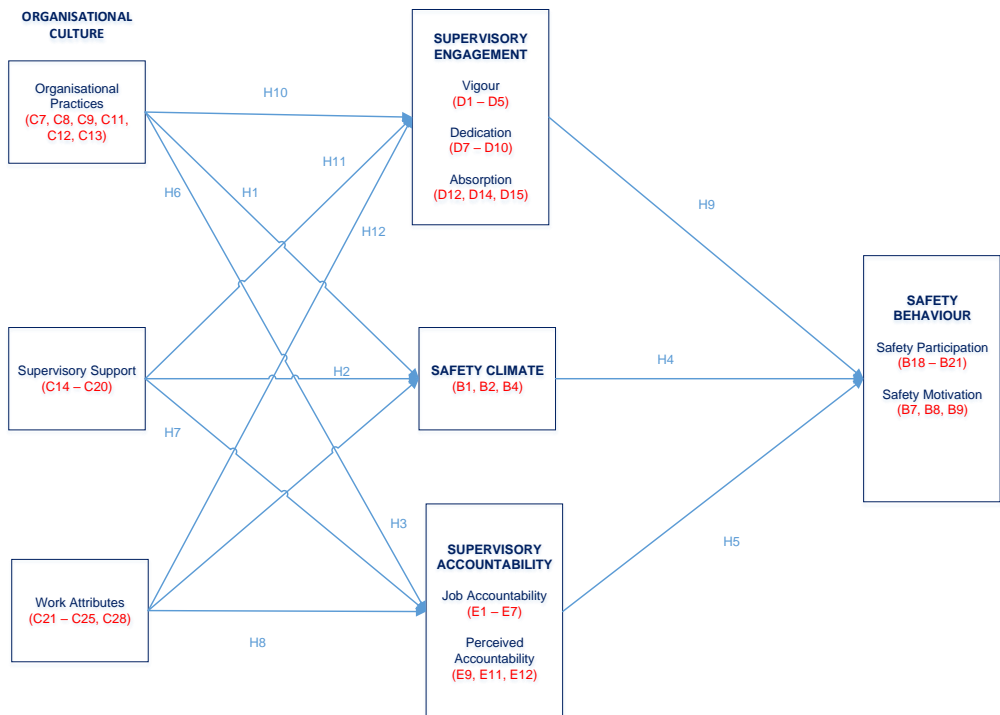 ORGANISATIONAL
CULTURE
Organisational
Practices
(C7, C8, C9, C11,
C12, C13)
Supervisory Support
(C14 – C20)
Work Attributes
(C21 – C25, C28)
H10
H11
H6
H1
H12
H2
H7
H3
H8
SUPERVISORY
ENGAGEMENT
Vigour
(D1 – D5)
Dedication
(D7 – D10)
Absorption
(D12, D14, D15)
SAFETY CLIMATE
(B1, B2, B4)
SUPERVISORY
ACCOUNTABILITY
Job Accountability
(E1 – E7)
Perceived
Accountability
(E9, E11, E12)
H9
H4
H5
SAFETY
BEHAVIOUR
Safety Participation
(B18 – B21)
Safety Motivation
(B7, B8, B9)